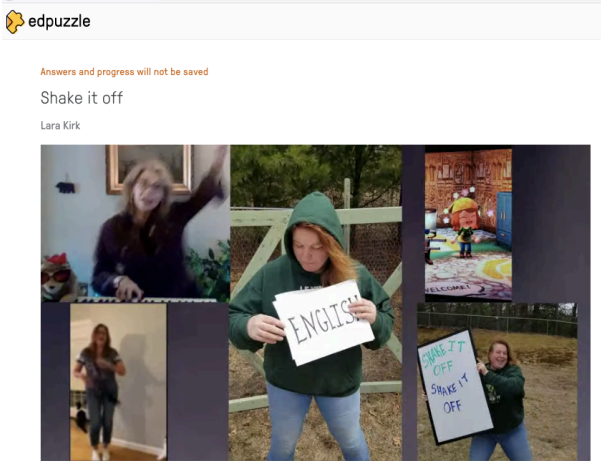 edpuzzle
Answers and progress will not be saved
Shake it off
Lara Kirk
ENGLISH
WELCOME!
SHAKE IT
OFF
SHAKE IT
OFF